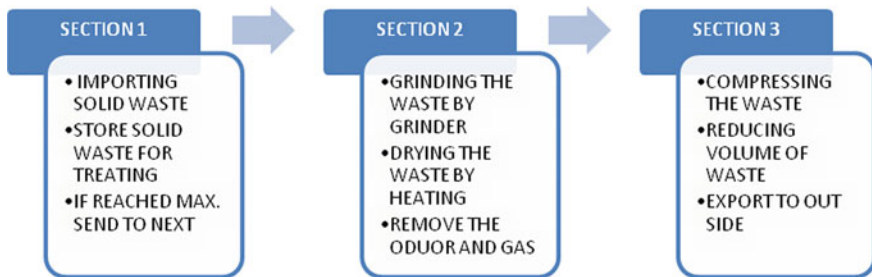 SECTION 1
• IMPORTING
SOLID WASTE
•STORE SOLID
WASTE FOR
TREATING
•IF REACHED MAX.
SEND TO NEXT
SECTION 2
•GRINDING THE
WASTE BY
GRINDER
•DRYING THE
WASTE BY
HEATING
•REMOVE THE
ODUOR AND GAS
SECTION 3
•COMPRESSING
THE WASTE
•REDUCING
VOLUME OF
WASTE
•EXPORT TO OUT
SIDE